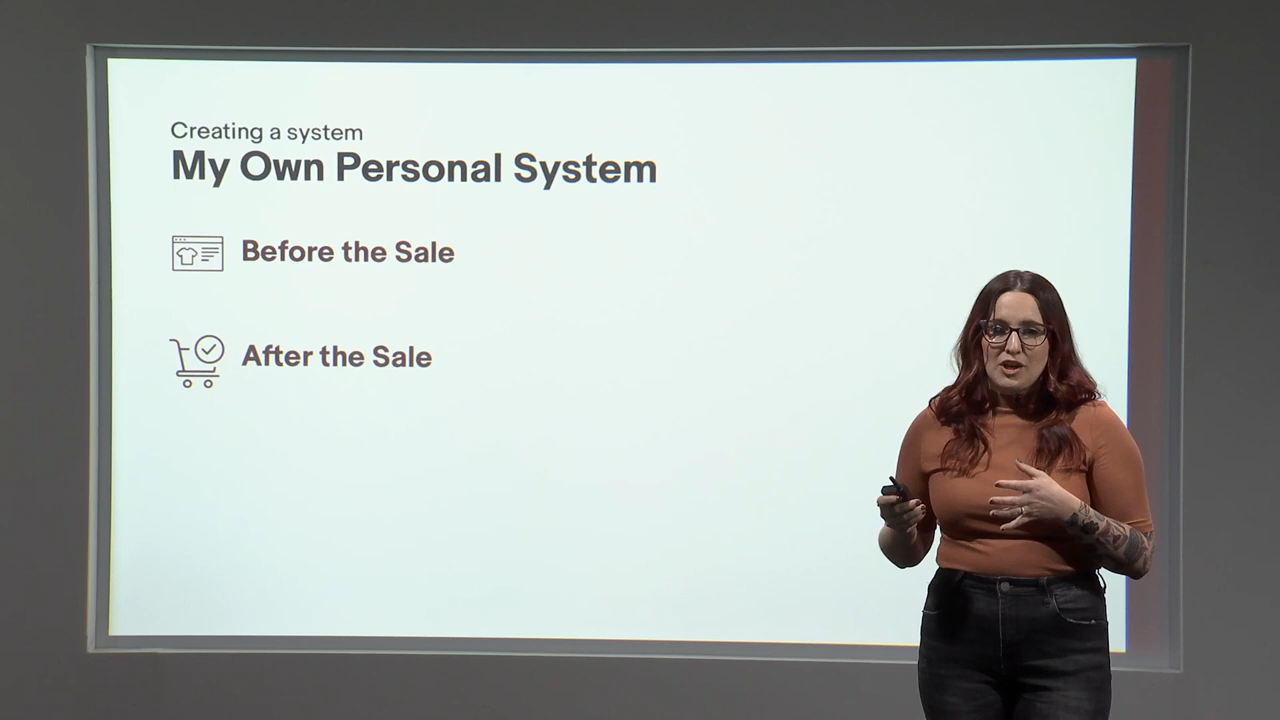 Creating a system
My Own Personal System
Before the Sale
After the Sale